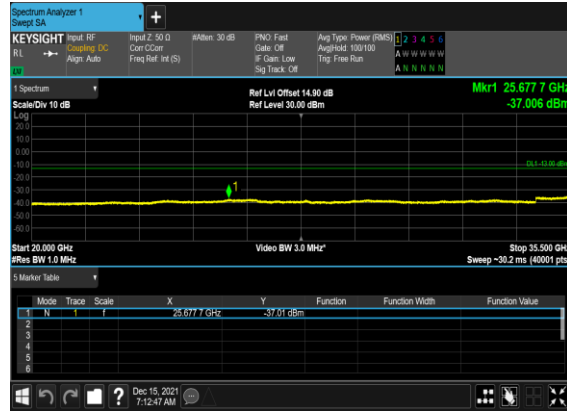 Spectrum Analyzer 1
Swept SA
KEYSIGHT Input: RF Input Z: 50 Ω #Atten: 30 dB PNO: Fast Avg Type: Power (RMS) 1 2 3 4 5 6
RL Coupling: DC Corr CCorr Gate: Off Avg|Hold: 100/100 A W W W W W
Align: Auto Freq Ref: Int (S) IF Gain: Low Trig: Free Run
Sig Track: Off A N N N N N
1 Spectrum Ref Lvl Offset 14.90 dB Mkr1 25.677 7 GHz
Scale/Div 10 dB Ref Level 30.00 dBm -37.006 dBm
Log
20.0
10.0
0.00
-10.0
DL1 -13.00 dBm
-20.0
-30.0
1
-40.0
-50.0
-60.0
Start 20.000 GHz Video BW 3.0 MHz* Stop 35.500 GHz
#Res BW 1.0 MHz Sweep ~30.2 ms (40001 pts)
5 Marker Table
Mode Trace Scale X Y Function Function Width Function Value
1 N 1 f 25.677 7 GHz -37.01 dBm
2
3
4
5
6
? Dec 15, 2021
7:12:47 AM